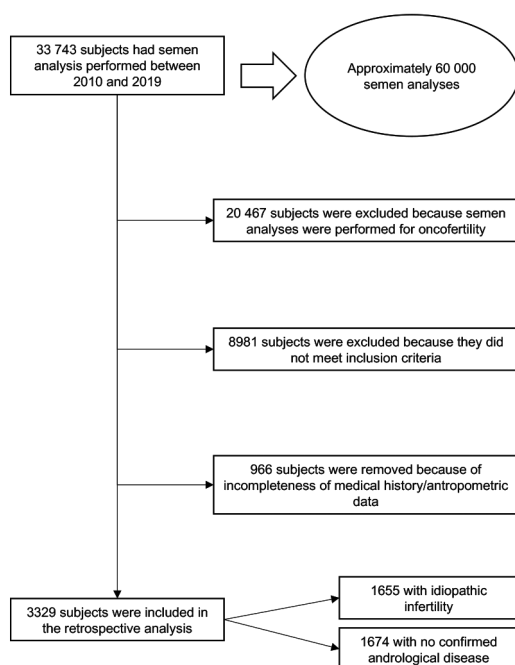 33 743 subjects had semen
analysis performed between
2010 and 2019
Approximately 60 000
semen analyses
20 467 subjects were excluded because semen
analyses were performed for oncofertility
8981 subjects were excluded because they did
not meet inclusion criteria
966 subjects were removed because of
incompleteness of medical history/antropometric
data
3329 subjects were included in
the retrospective analysis
1655 with idiopathic
infertility
1674 with no confirmed
andrological disease